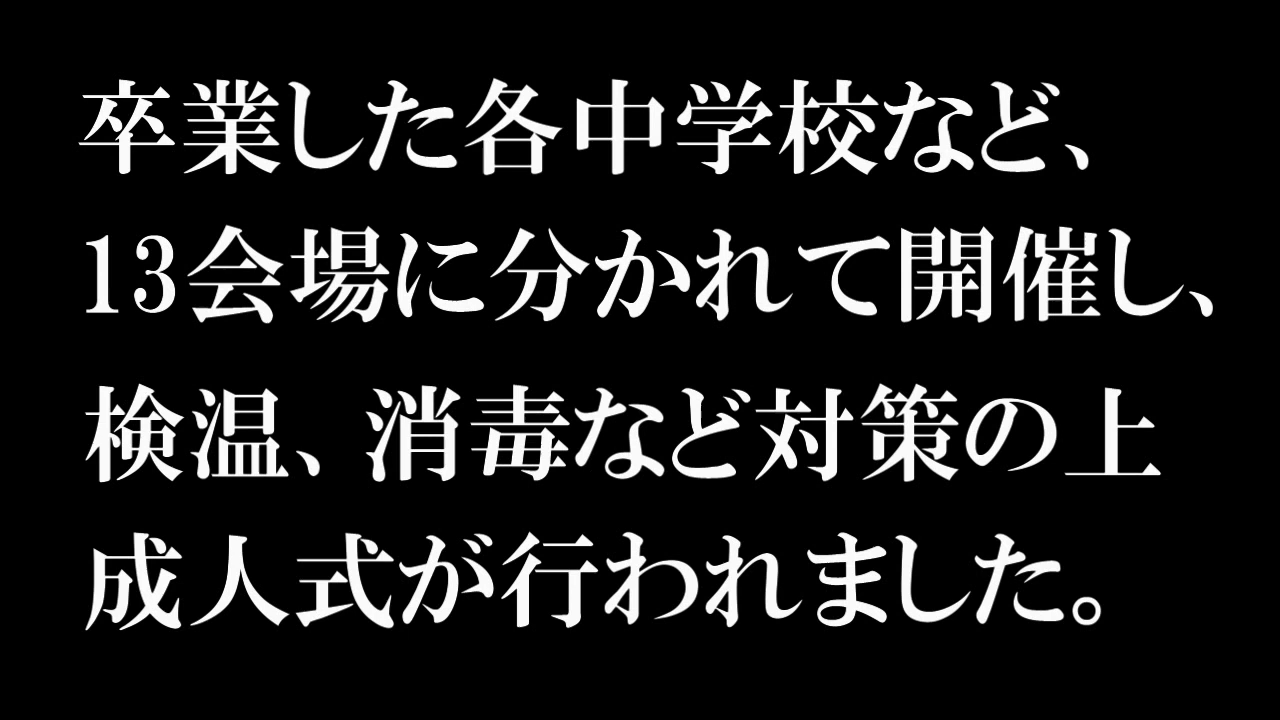 卒業した各中学校など、
13会場に分かれて開催し、
検温、消毒など対策の上
成人式が行われました。